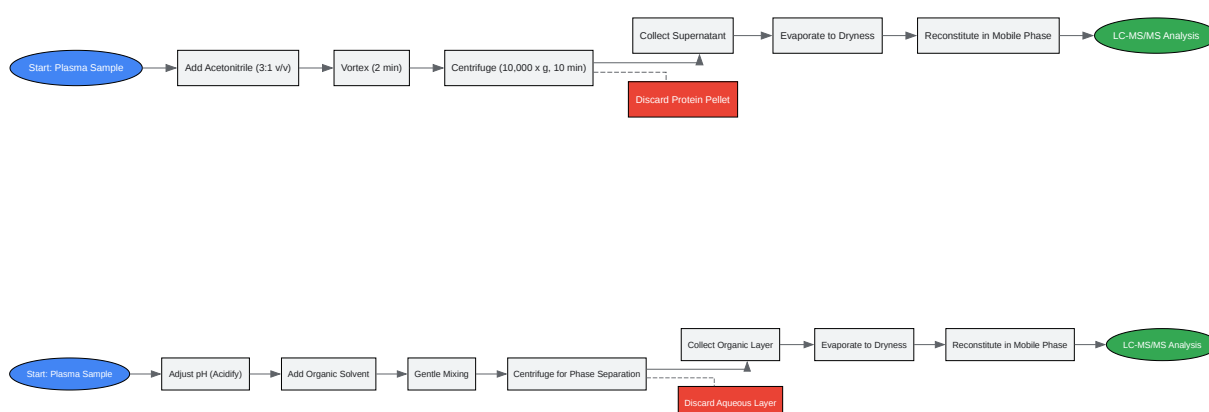 Start: Plasma Sample
Add Acetonitrile (3:1 v/v)
Vortex (2 min)
Centrifuge (10,000 x g, 10 min)
Collect Supernatant
Discard Protein Pellet
Evaporate to Dryness
Reconstitute in Mobile Phase
LC-MS/MS Analysis
Start: Plasma Sample
Adjust pH (Acidify)
Add Organic Solvent
Gentle Mixing
Centrifuge for Phase Separation
Collect Organic Layer
Discard Aqueous Layer
Evaporate to Dryness
Reconstitute in Mobile Phase
LC-MS/MS Analysis